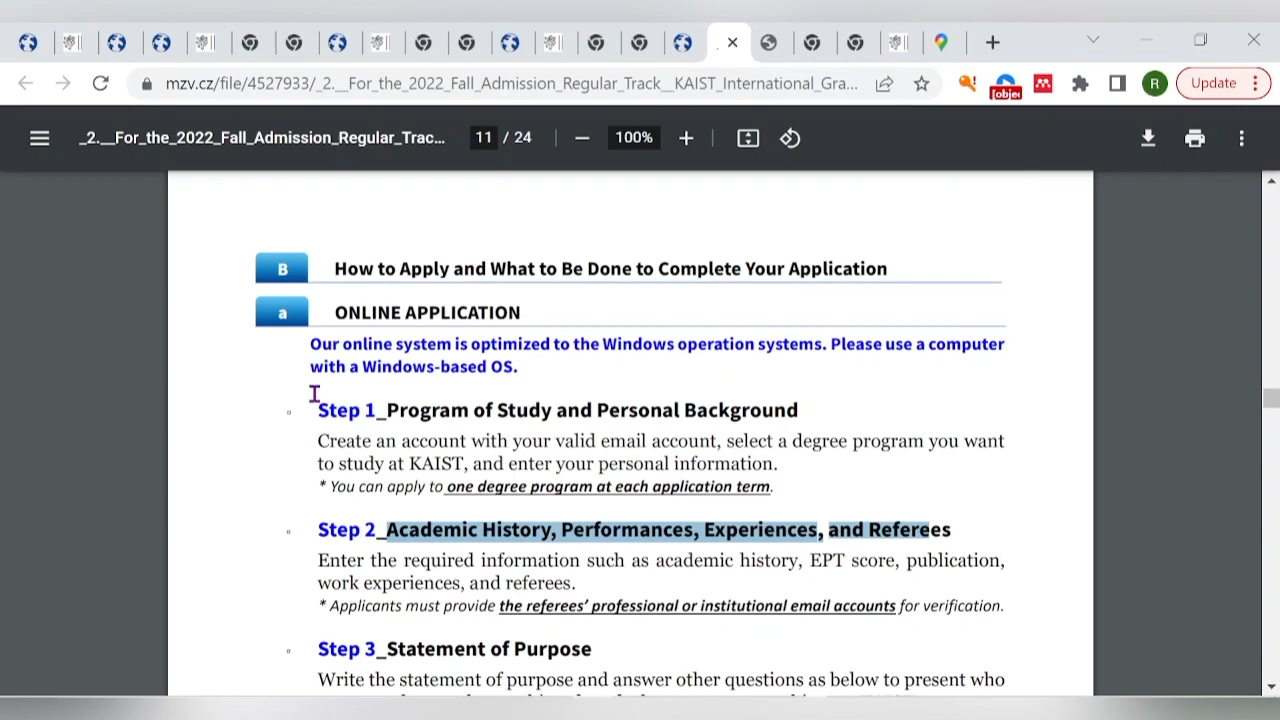 mzv.cz/file/4527933/_2.__For_the_2022_Fall_Admission_Regular_Track__KAIST_International_Gra...
[objec
R
Update
_2.__For_the_2022_Fall_Admission_Regular_Trac...
11 / 24
100%
B How to Apply and What to Be Done to Complete Your Application
a ONLINE APPLICATION
Our online system is optimized to the Windows operation systems. Please use a computer
with a Windows-based OS.
Step 1_Program of Study and Personal Background
Create an account with your valid email account, select a degree program you want
to study at KAIST, and enter your personal information.
* You can apply to one degree program at each application term.
Step 2_Academic History, Performances, Experiences, and Referees
Enter the required information such as academic history, EPT score, publication,
work experiences, and referees.
* Applicants must provide the referees’ professional or institutional email accounts for verification.
Step 3_Statement of Purpose
Write the statement of purpose and answer other questions as below to present who